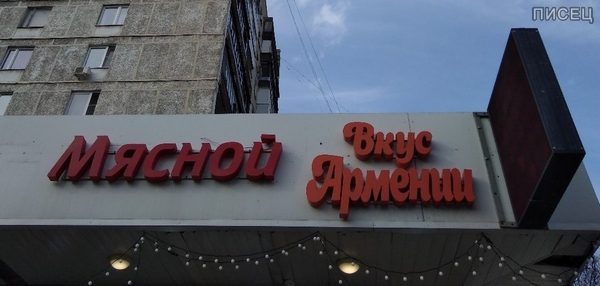 ПИСЕЦ
Мясной
Вкус
Армении